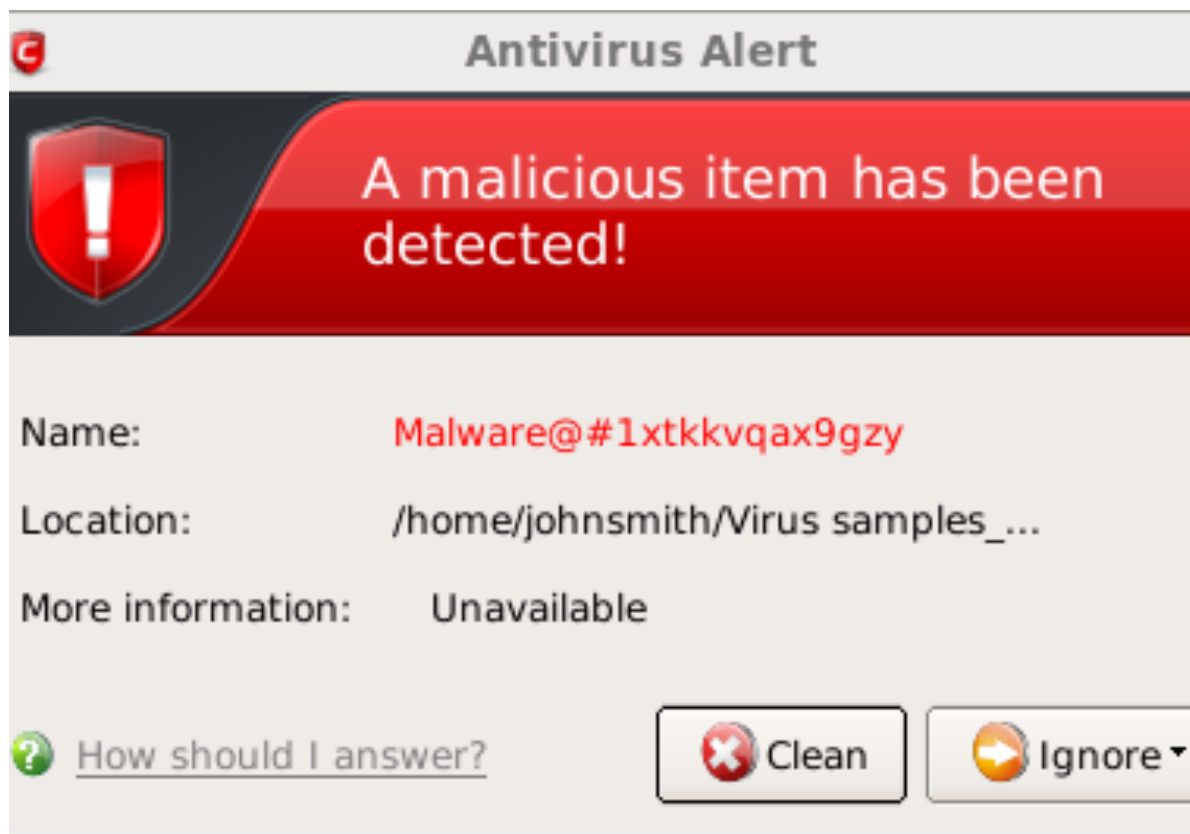 Antivirus Alert
A malicious item has been
detected!
Name: Malware@#1xtkkvqax9gzy
Location: /home/johnsmith/Virus samples_...
More information: Unavailable
How should I answer? Clean Ignore